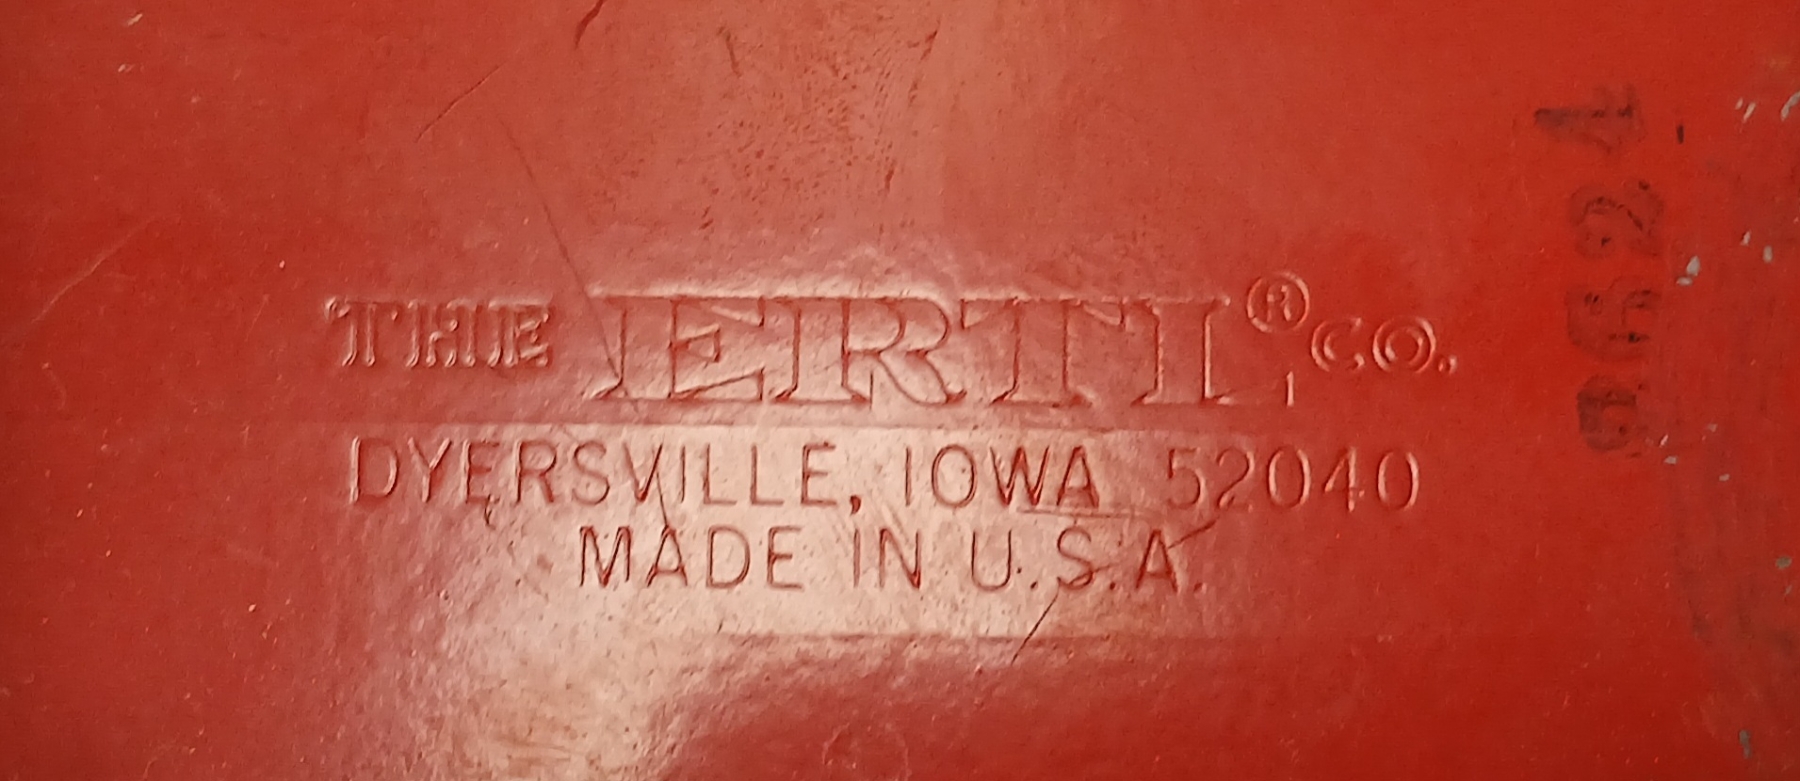 THE ERTL® CO.
DYERSVILLE, IOWA 52040
MADE IN U.S.A.